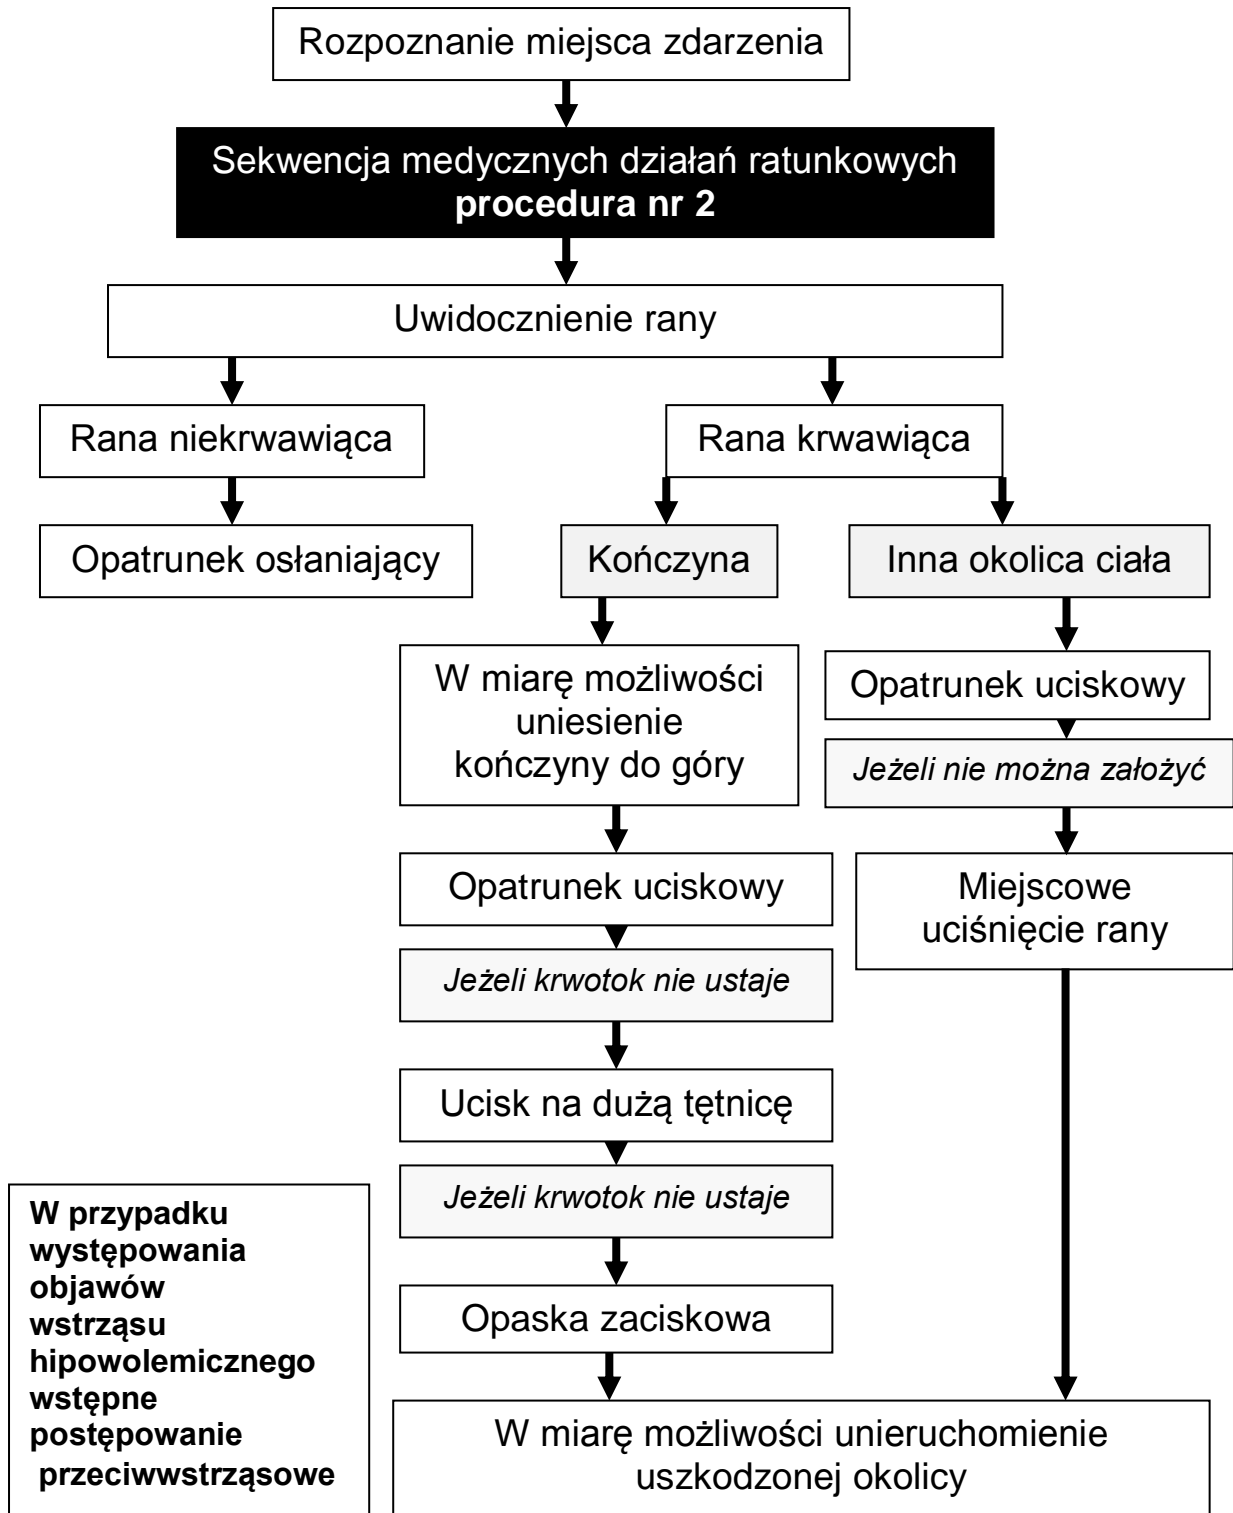 Rozpoznanie miejsca zdarzenia
Sekwencja medycznych działań ratunkowych
procedura nr 2
Uwidocznienie rany
Rana niekrwawiąca
Rana krwawiąca
Opatrunek osłaniający
Kończyna
Inna okolica ciała
W miarę możliwości
uniesienie
kończyny do góry
Opatrunek uciskowy
Jeżeli nie można założyć
Opatrunek uciskowy
Miejscowe
uciśnięcie rany
Jeżeli krwotok nie ustaje
Ucisk na dużą tętnicę
Jeżeli krwotok nie ustaje
Opaska zaciskowa
W przypadku
występowania
objawów
wstrząsu
hipowolemicznego
wstępne
postępowanie
przeciwwstrząsowe
W miarę możliwości unieruchomienie
uszkodzonej okolicy